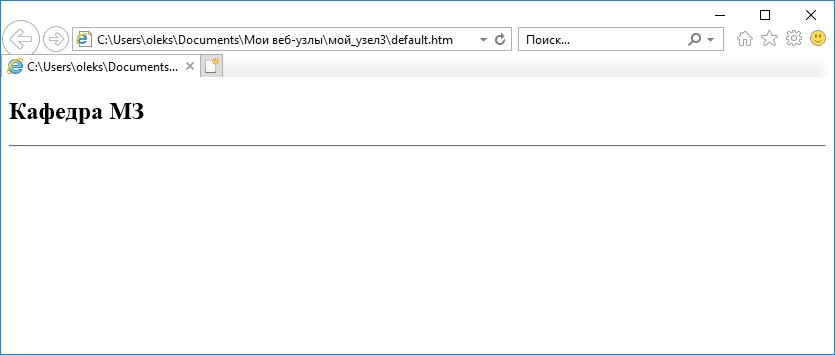 C:\Users\oleks\Documents\Мои веб-узлы\мой_узел3\default.htm
Поиск...
C:\Users\oleks\Documents...
Кафедра МЗ